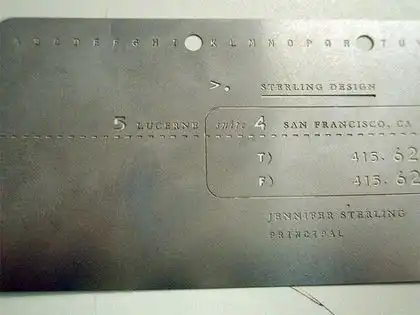 A B C D E F G H I K L M N O P Q R T U
>.
STERLING DESIGN
5 LUCERNE suite 4 SAN FRANCISCO, CA
T) 415.62
F) 415.62
JENNIFER STERLING
PRINCIPAL